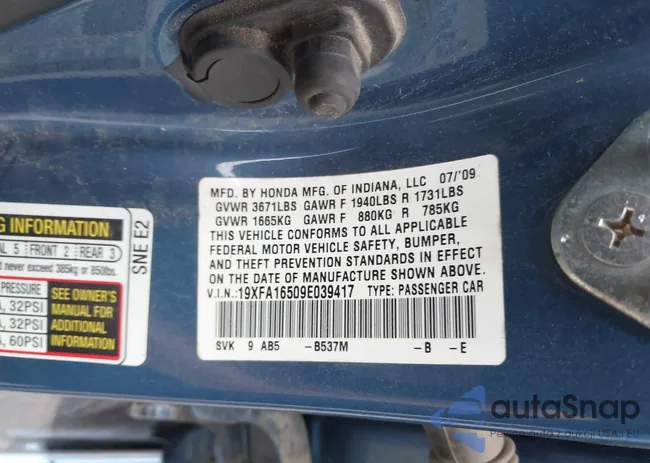 MFD. BY HONDA MFG. OF INDIANA, LLC 07/'09
GVWR 3671LBS GAWR F 1940LBS R 1731LBS
GVWR 1665KG GAWR F 880KG R 785KG
THIS VEHICLE CONFORMS TO ALL APPLICABLE
FEDERAL MOTOR VEHICLE SAFETY, BUMPER,
AND THEFT PREVENTION STANDARDS IN EFFECT
ON THE DATE OF MANUFACTURE SHOWN ABOVE.
V.I.N.:19XFA16509E039417 TYPE: PASSENGER CAR
SVK 9 AB5 -B537M -B -E
G INFORMATION
AL 5 FRONT 2 REAR 3
d never exceed 385kg or 850lbs.
PRESSURE
A, 32PSI
A, 32PSI
A, 60PSI
SEE OWNER'S
MANUAL FOR
ADDITIONAL
INFORMATION
SNE E2
autoSnap